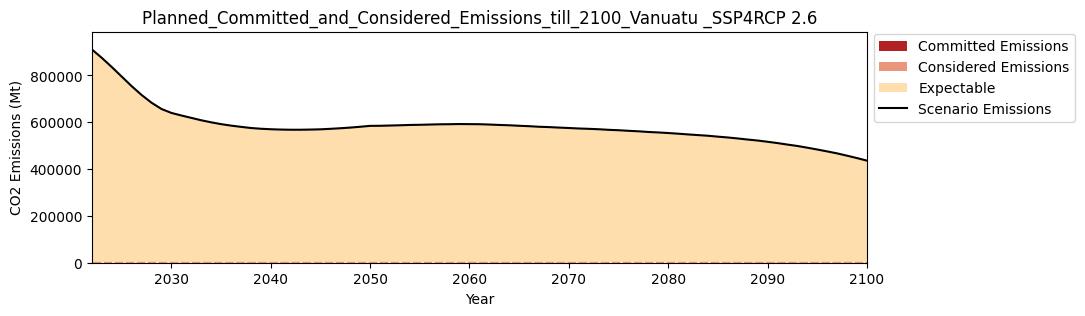 Planned_Committed_and_Considered_Emissions_till_2100_Vanuatu _SSP4RCP 2.6
CO2 Emissions (Mt)
800000
600000
400000
200000
0
2030 2040 2050 2060 2070 2080 2090 2100
Year
Committed Emissions
Considered Emissions
Expectable
Scenario Emissions